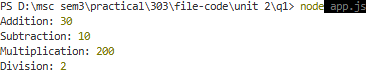 PS D:\msc sem3\practical\303\file-code\unit 2\q1> node app.js
Addition: 30
Subtraction: 10
Multiplication: 200
Division: 2